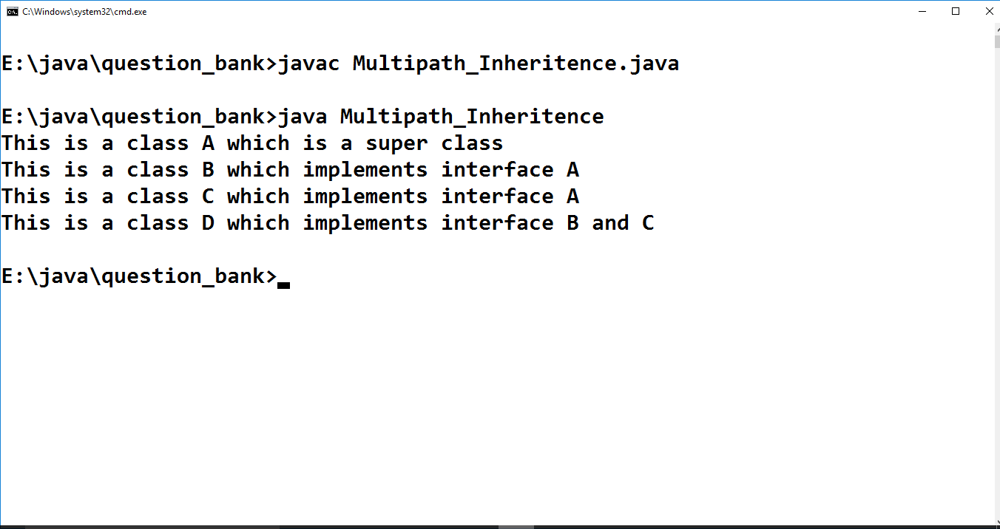 C:\Windows\system32\cmd.exe
E:\java\question_bank>javac Multipath_Inheritence.java
E:\java\question_bank>java Multipath_Inheritence
This is a class A which is a super class
This is a class B which implements interface A
This is a class C which implements interface A
This is a class D which implements interface B and C
E:\java\question_bank>